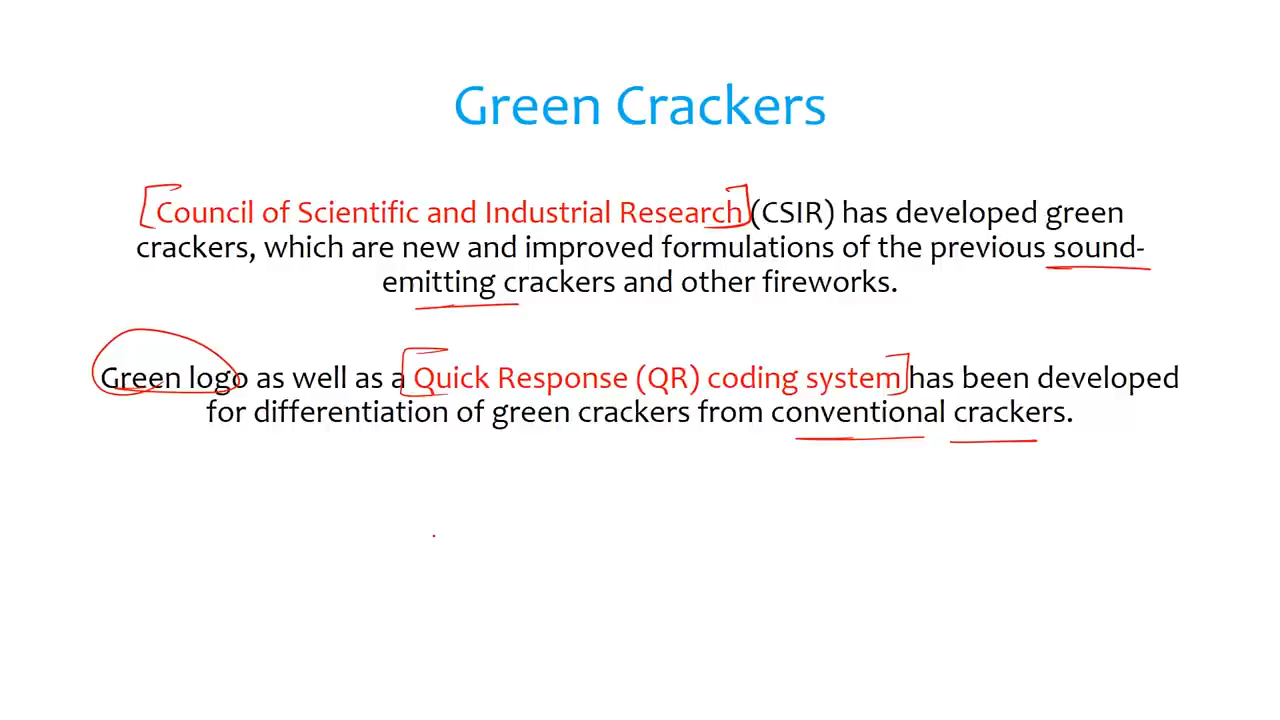 Green Crackers
Council of Scientific and Industrial Research (CSIR) has developed green
crackers, which are new and improved formulations of the previous sound-
emitting crackers and other fireworks.
Green logo as well as a Quick Response (QR) coding system has been developed
for differentiation of green crackers from conventional crackers.